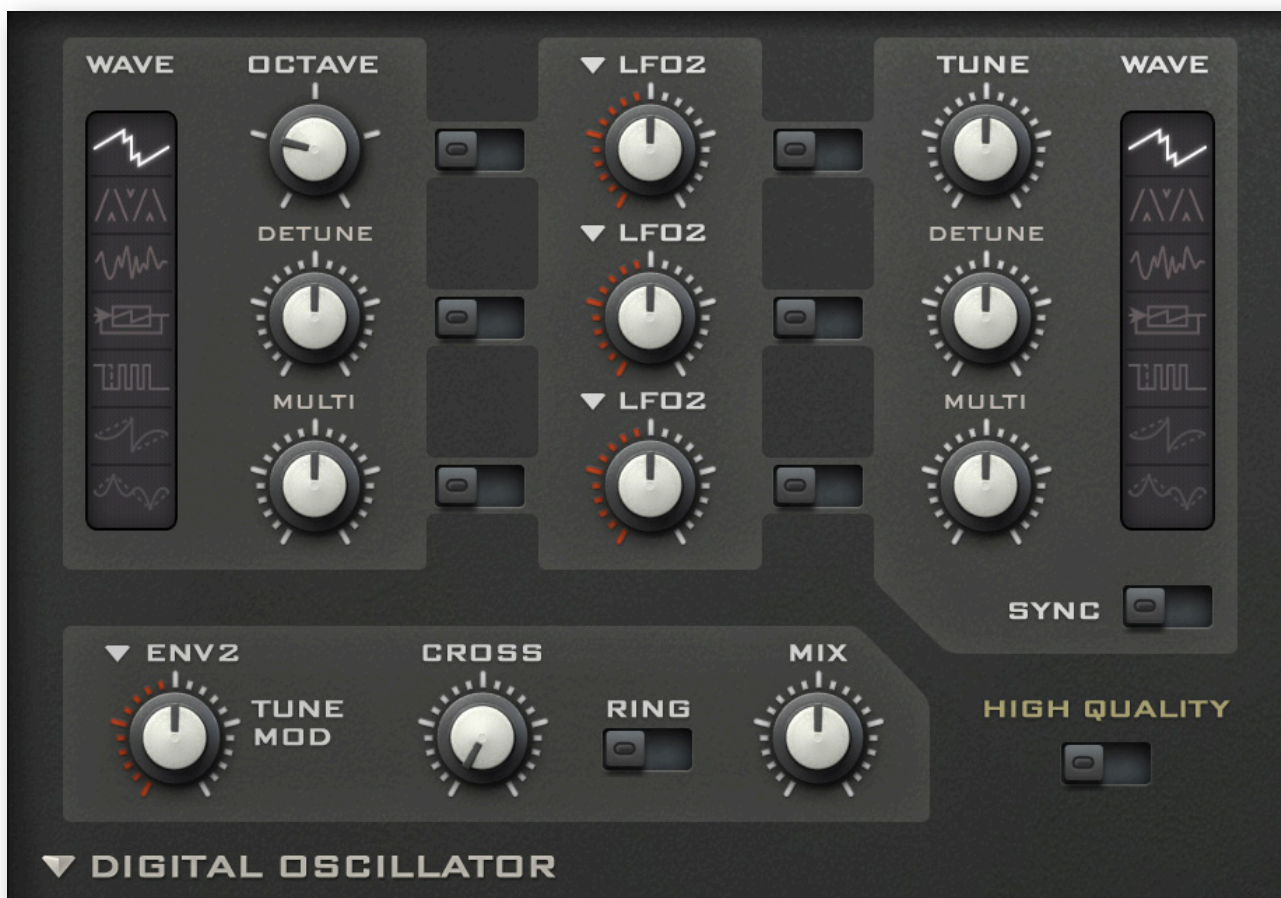 WAVE
OCTAVE
LFO2
TUNE
WAVE
DETUNE
LFO2
DETUNE
MULTI
LFO2
MULTI
SYNC
ENV2
CROSS
MIX
TUNE
MOD
RING
HIGH QUALITY
DIGITAL OSCILLATOR